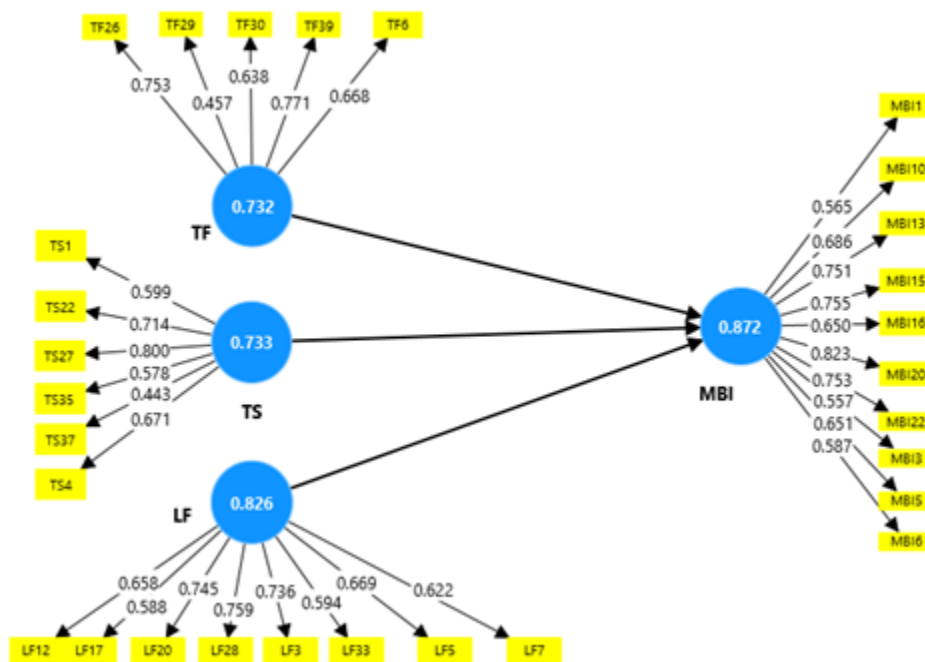 TF26 TF29 TF30 TF39 TF6
0.753 0.457 0.638 0.771 0.668
0.732
TF
TS1
TS22
TS27
TS35
TS37
TS4
0.599
0.714
0.800
0.578
0.443
0.671
0.733
TS
0.826
LF
0.658
0.588
0.745
0.759
0.736
0.594
0.669
0.622
LF12 LF17 LF20 LF28 LF3 LF33 LF5 LF7
0.872
MBI
0.565
0.686
0.751
0.755
0.650
0.823
0.753
0.557
0.651
0.587
MBI1
MBI10
MBI13
MBI15
MBI16
MBI20
MBI22
MBI3
MBI5
MBI6